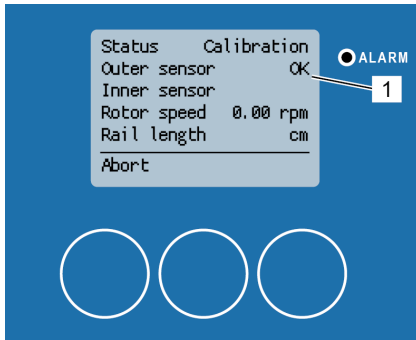 Status Calibration
Outer sensor OK
Inner sensor
Rotor speed 0.00 rpm
Rail length cm
Abort
ALARM
1